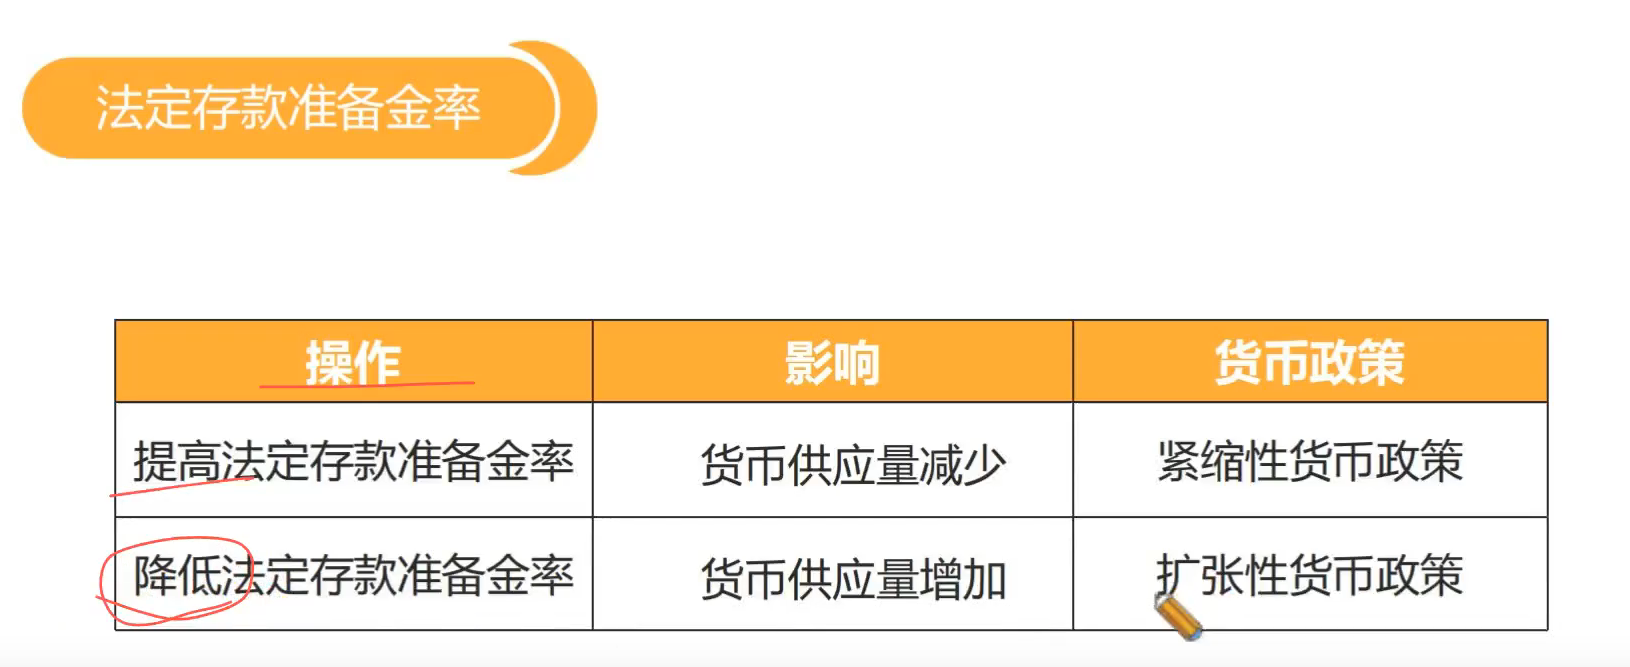 法定存款准备金率
操作 影响 货币政策
提高法定存款准备金率 货币供应量减少 紧缩性货币政策
降低法定存款准备金率 货币供应量增加 扩张性货币政策